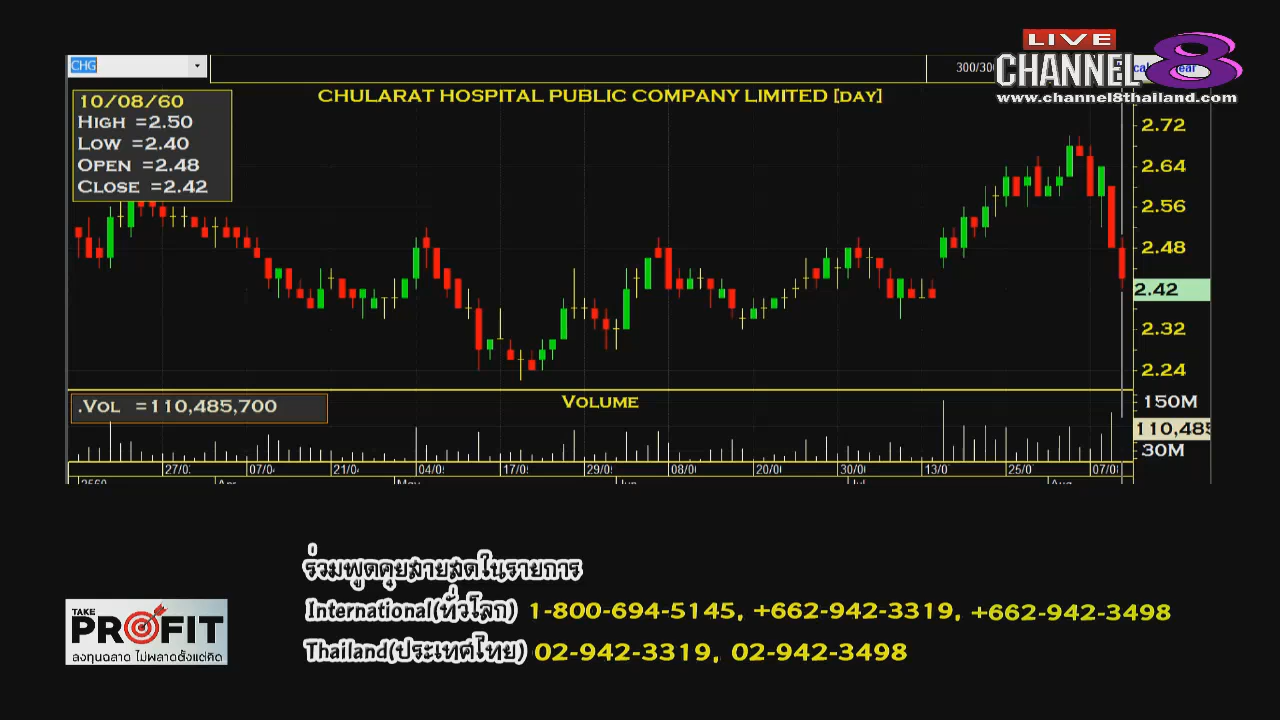 LIVE
CHANNEL 8
www.channel8thailand.com
CHG
CHULARAT HOSPITAL PUBLIC COMPANY LIMITED [DAY]
10/08/60
HIGH =2.50
LOW =2.40
OPEN =2.48
CLOSE =2.42
2.72
2.64
2.56
2.48
2.42
2.32
2.24
.VOL =110,485,700
VOLUME
150M
110,485
30M
27/0 07/0 21/0 04/0 17/0 29/0 08/0 20/0 30/0 13/0 25/0 07/0
2560 Apr May Jun Jul Aug
ร่วมพูดคุยสายสดในรายการ
International(ทั่วโลก) 1-800-694-5145, +662-942-3319, +662-942-3498
Thailand(ประเทศไทย) 02-942-3319, 02-942-3498
TAKE
PROFIT
ลงทุนฉลาด ไม่พลาดตั้งแต่คิด